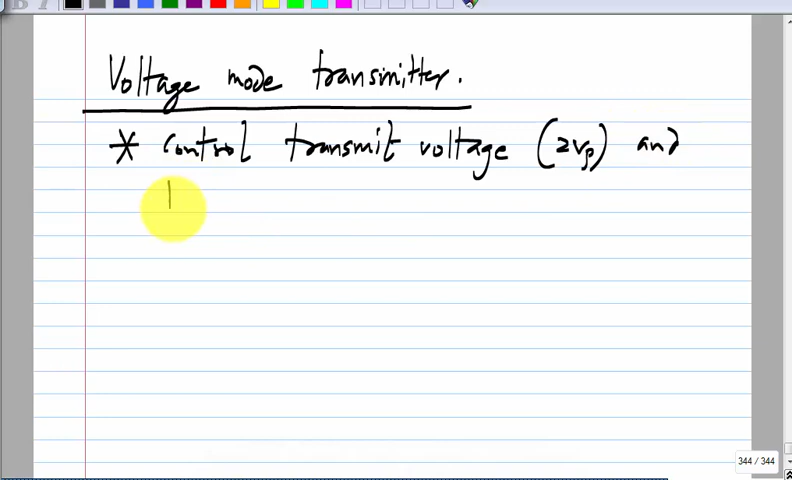 Voltage mode transmitter.
* Control transmit voltage (2Vp) and
344 / 344